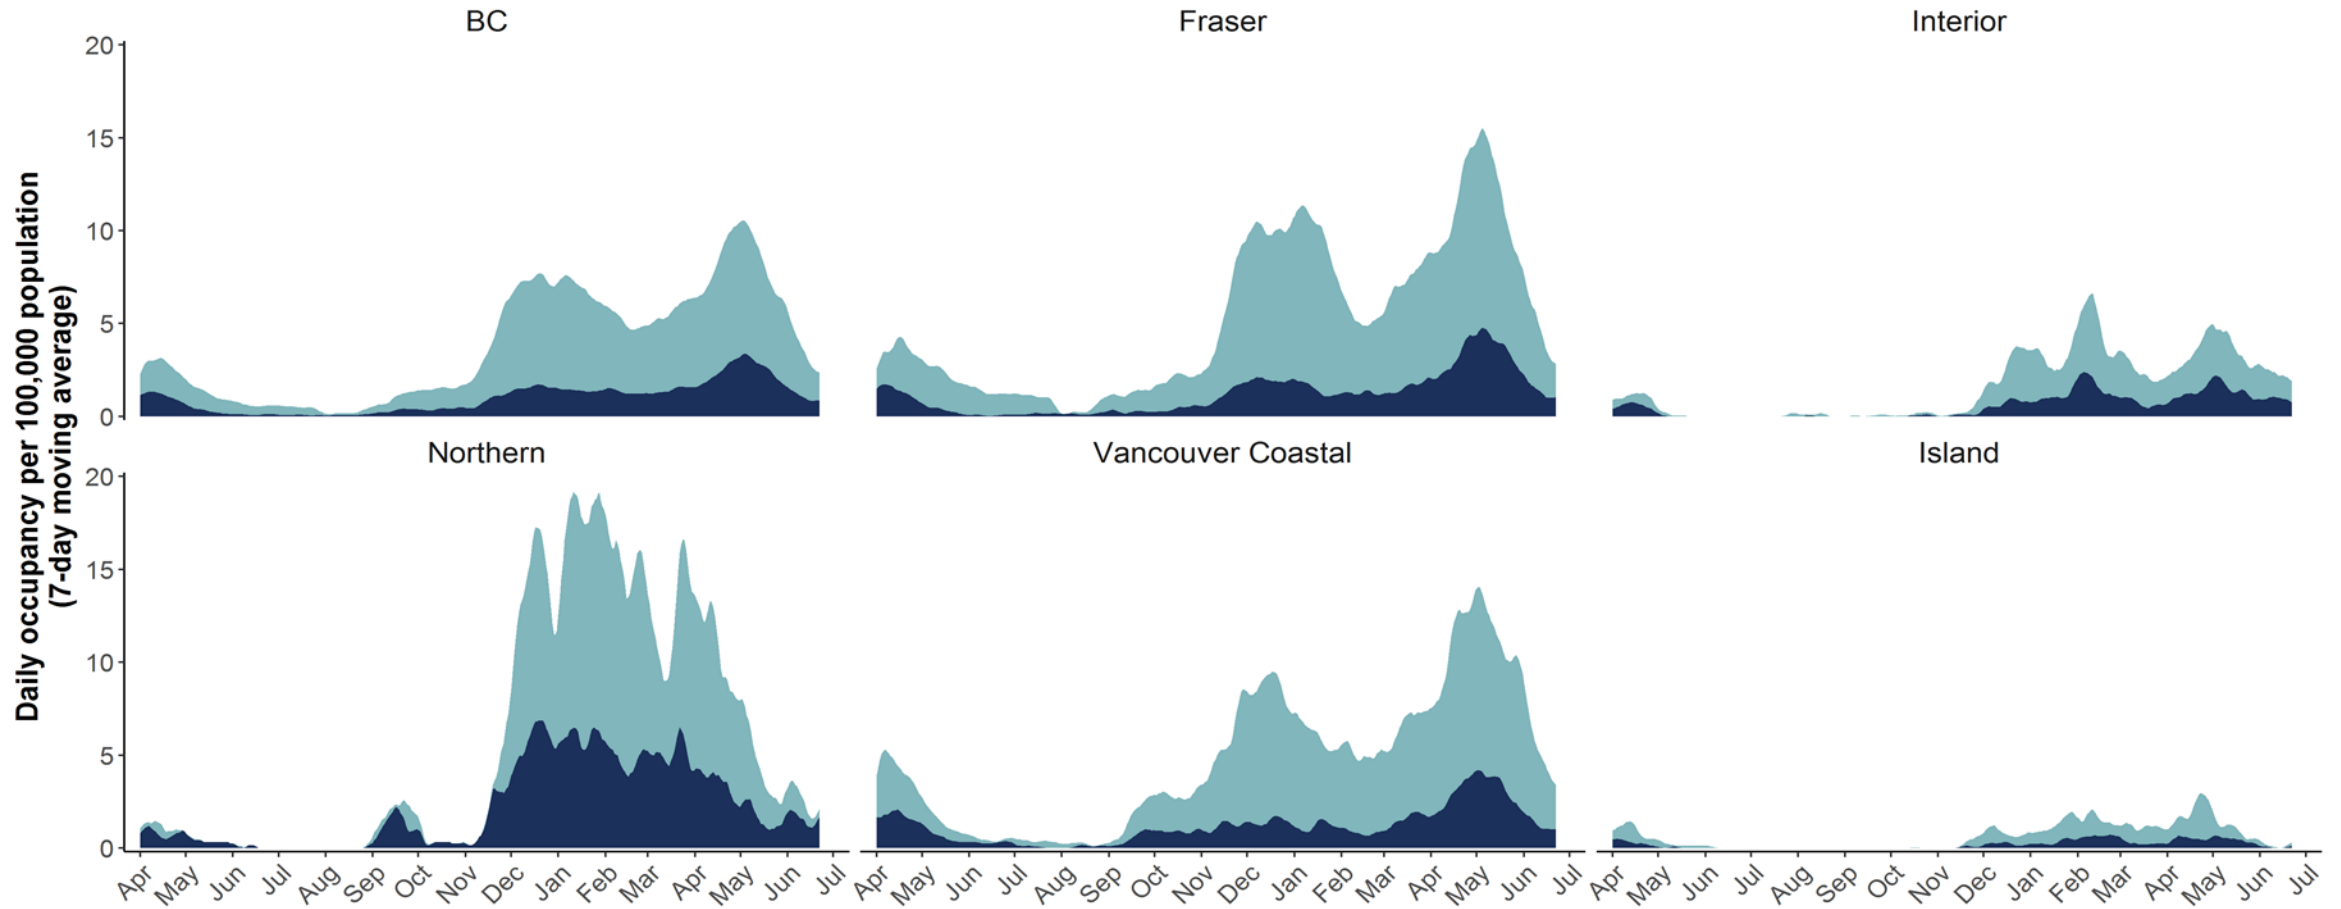 BC
Fraser
Interior
20
15
10
5
0
Daily occupancy per 100,000 population
(7-day moving average)
Northern
Vancouver Coastal
Island
20
15
10
5
0
Apr May Jun Jul Aug Sep Oct Nov Dec Jan Feb Mar Apr May Jun Jul
Apr May Jun Jul Aug Sep Oct Nov Dec Jan Feb Mar Apr May Jun Jul
Apr May Jun Jul Aug Sep Oct Nov Dec Jan Feb Mar Apr May Jun Jul